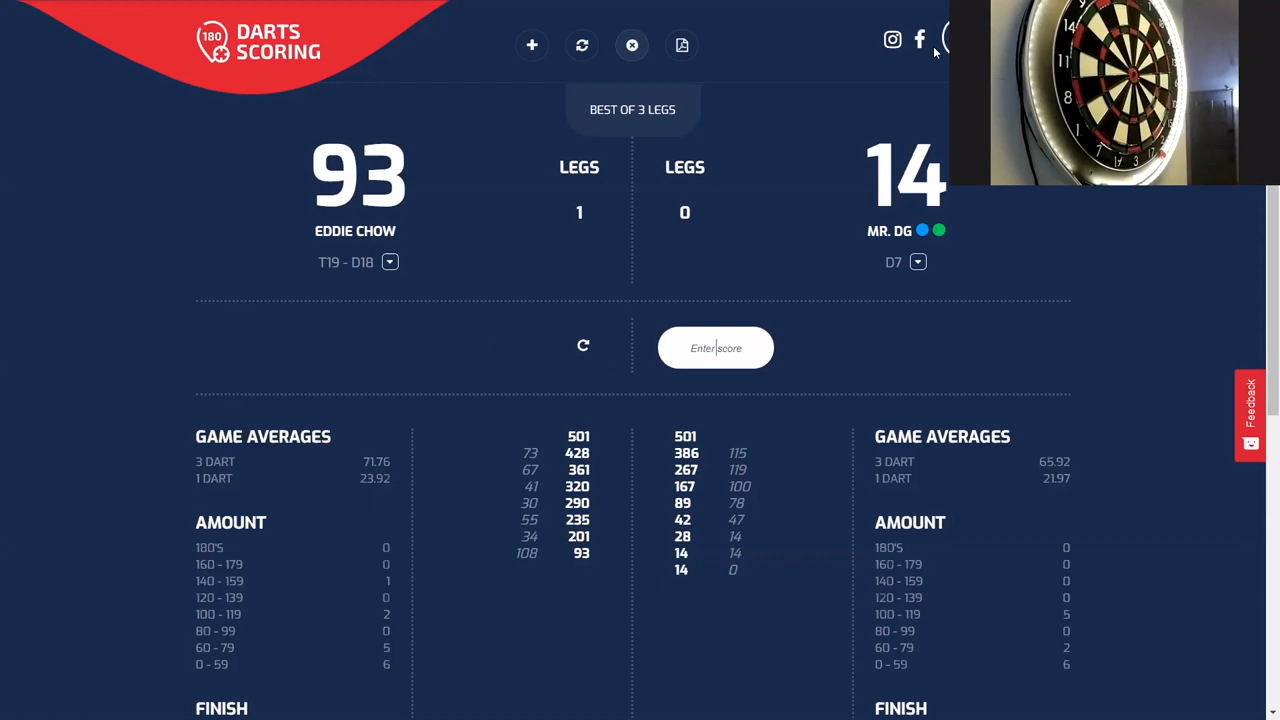 180
DARTS
SCORING
BEST OF 3 LEGS
93
LEGS
LEGS
14
1
0
EDDIE CHOW
MR. DG
T19 - D18
D7
Enter score
GAME AVERAGES
3 DART 71.76
1 DART 23.92
AMOUNT
180'S 0
160 - 179 0
140 - 159 1
120 - 139 0
100 - 119 2
80 - 99 0
60 - 79 5
0 - 59 6
FINISH
501
73 428
67 361
41 320
30 290
55 235
34 201
108 93
501
386 115
267 119
167 100
89 78
42 47
28 14
14 14
14 0
GAME AVERAGES
3 DART 65.92
1 DART 21.97
AMOUNT
180'S 0
160 - 179 0
140 - 159 0
120 - 139 0
100 - 119 5
80 - 99 0
60 - 79 2
0 - 59 6
FINISH
Feedback
14
11
8
7
3
17